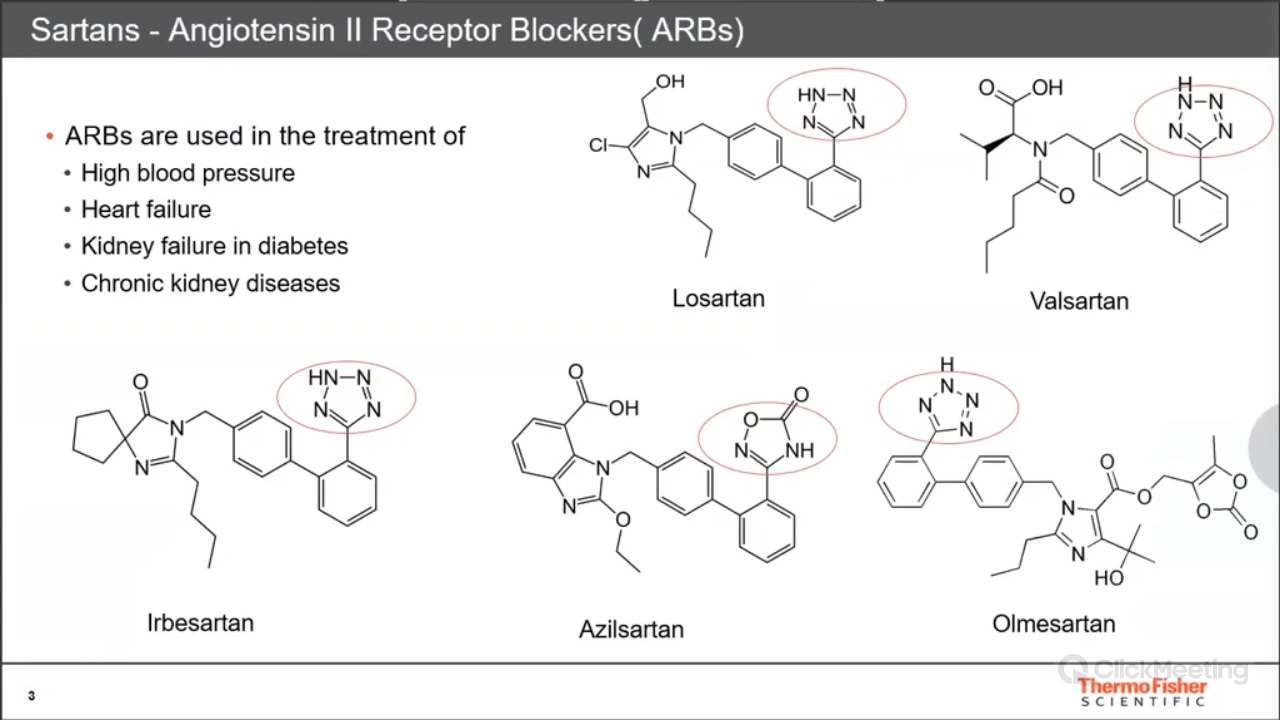 Sartans - Angiotensin II Receptor Blockers( ARBs)
• ARBs are used in the treatment of
• High blood pressure
• Heart failure
• Kidney failure in diabetes
• Chronic kidney diseases
OH
Cl
N
N
HN N
N N
Losartan
O OH
N
O
H
N N
N N
Valsartan
O
N
N
HN N
N N
Irbesartan
O
OH
N
N
O
O O
N NH
Azilsartan
H
N
N N
N
N
N
O
O
O
O
O
HO
Olmesartan
3
ClickMeeting
ThermoFisher
SCIENTIFIC